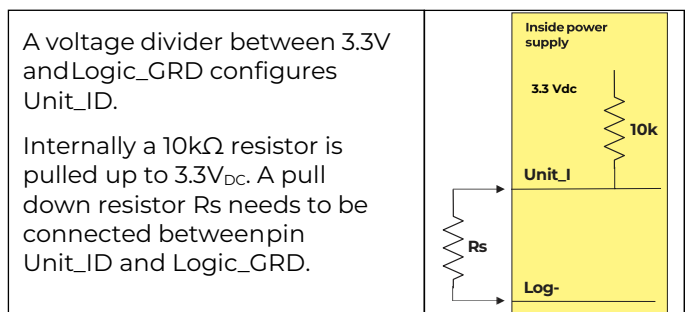 A voltage divider between 3.3V
andLogic_GRD configures
Unit_ID.
Internally a 10kΩ resistor is
pulled up to 3.3VDC. A pull
down resistor Rs needs to be
connected betweenpin
Unit_ID and Logic_GRD.
Inside power
supply
3.3 Vdc
10k
Unit_I
Rs
Log-